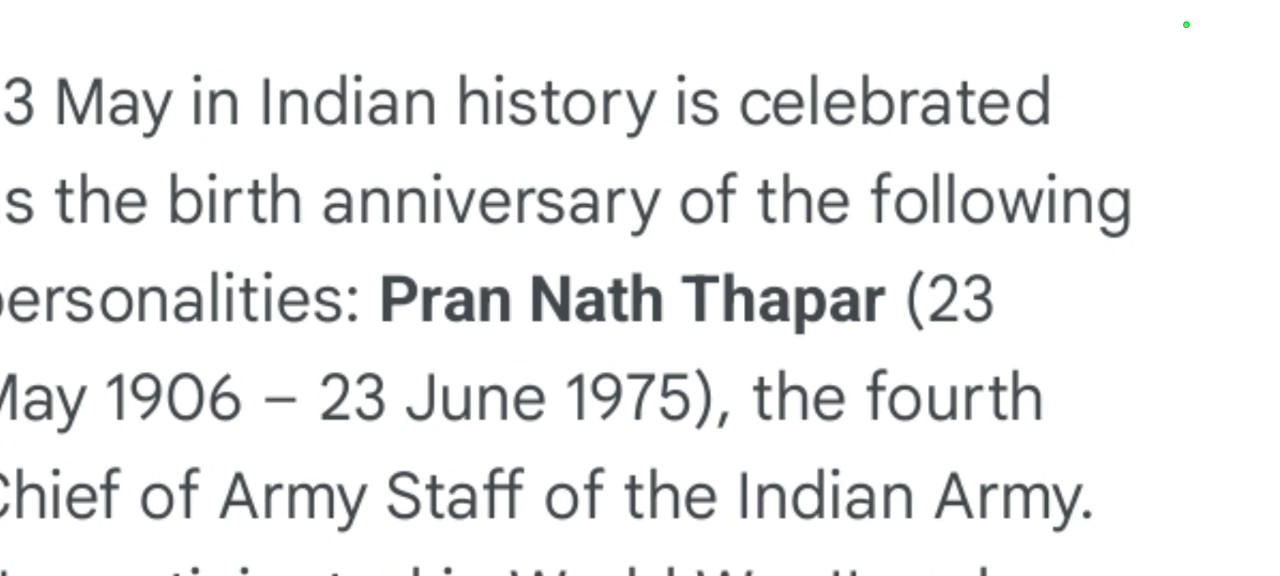 3 May in Indian history is celebrated
s the birth anniversary of the following
personalities: Pran Nath Thapar (23
May 1906 – 23 June 1975), the fourth
Chief of Army Staff of the Indian Army.